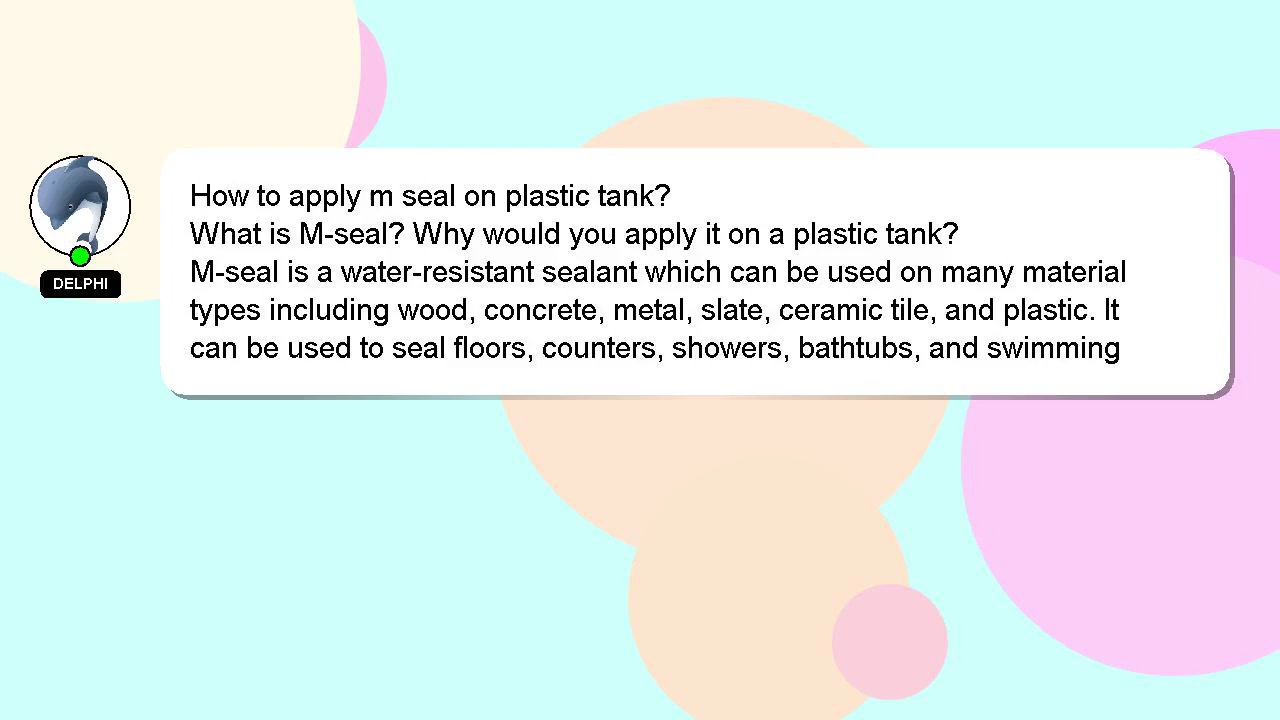 How to apply m seal on plastic tank?
What is M-seal? Why would you apply it on a plastic tank?
M-seal is a water-resistant sealant which can be used on many material
types including wood, concrete, metal, slate, ceramic tile, and plastic. It
can be used to seal floors, counters, showers, bathtubs, and swimming
DELPHI